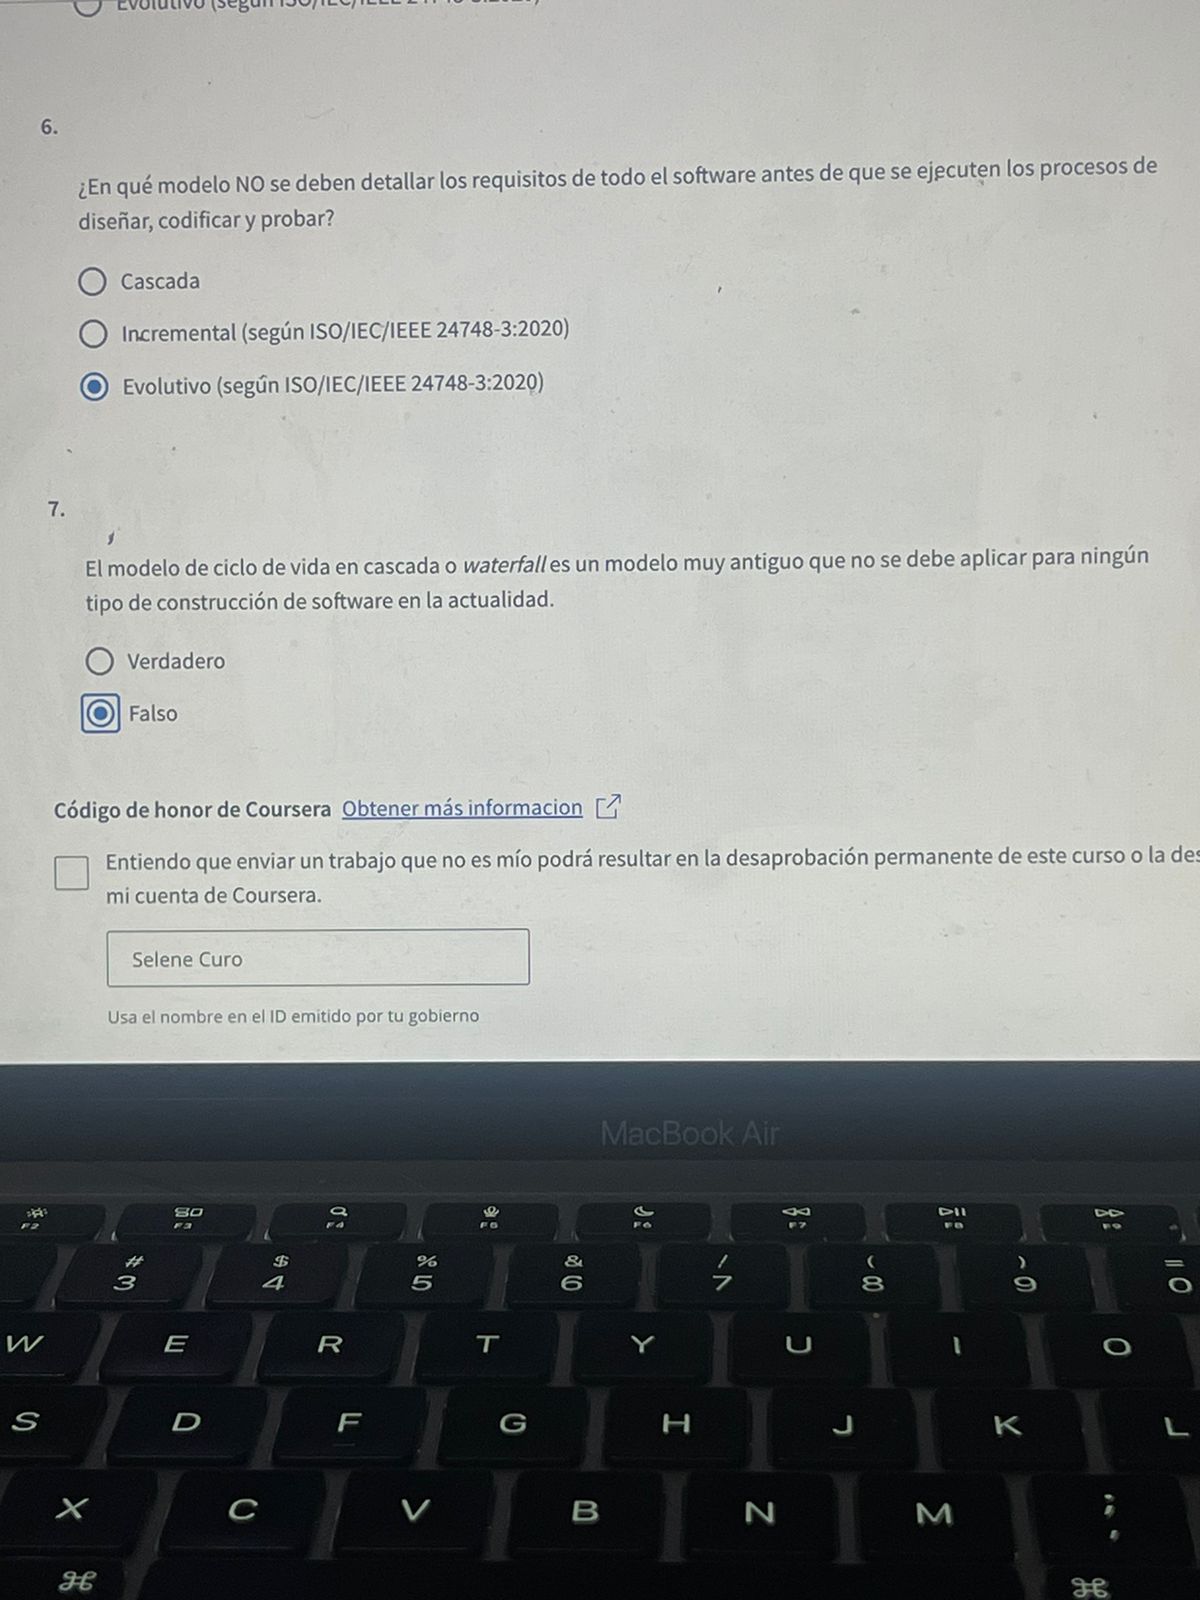 Evolutivo (según ISO/IEC/IEEE 24748-3:2020)
6.
¿En qué modelo NO se deben detallar los requisitos de todo el software antes de que se ejecuten los procesos de
diseñar, codificar y probar?
Cascada
Incremental (según ISO/IEC/IEEE 24748-3:2020)
Evolutivo (según ISO/IEC/IEEE 24748-3:2020)
7.
El modelo de ciclo de vida en cascada o waterfall es un modelo muy antiguo que no se debe aplicar para ningún
tipo de construcción de software en la actualidad.
Verdadero
Falso
Código de honor de Coursera Obtener más informacion
Entiendo que enviar un trabajo que no es mío podrá resultar en la desaprobación permanente de este curso o la des
mi cuenta de Coursera.
Selene Curo
Usa el nombre en el ID emitido por tu gobierno
MacBook Air
F2 F3 F4 F5 F6 F7 F8 F9
# $ % & / ( ) =
3 4 5 6 7 8 9 0
W E R T Y U I O
S D F G H J K L
X C V B N M ; ,
⌘ ⌘